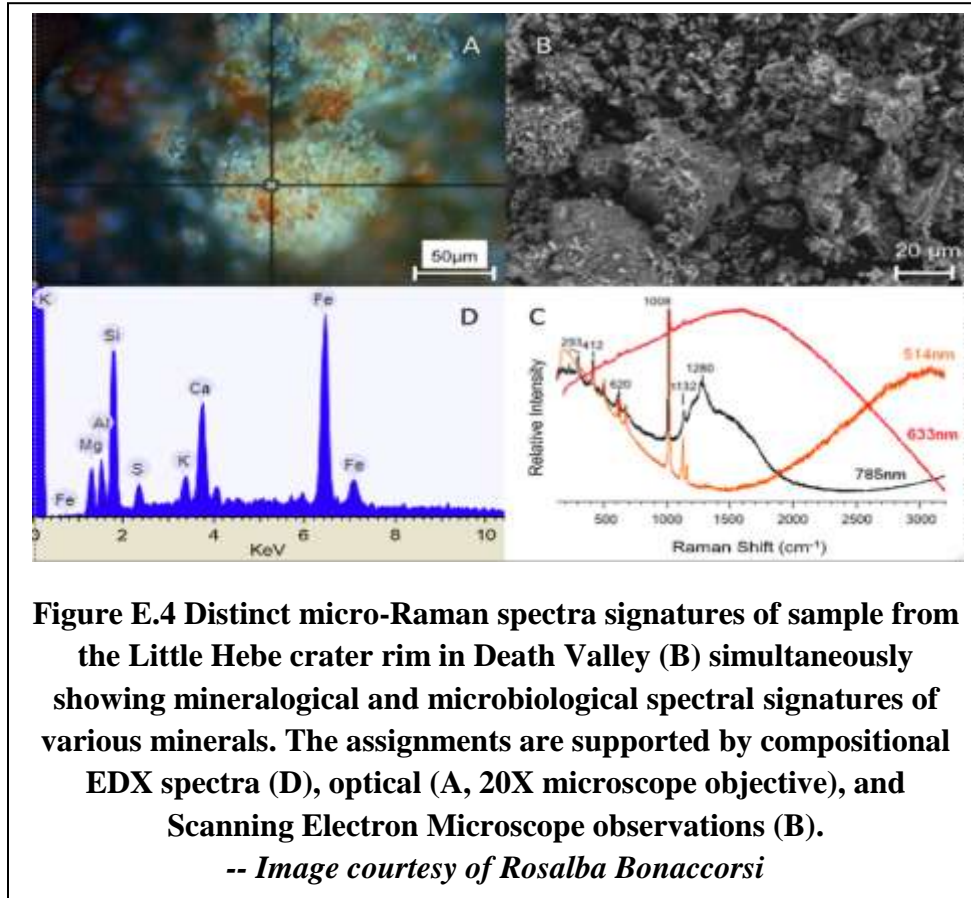 A
50µm
B
20 µm
K
Fe
D
Si
Ca
Al
Mg
K
S
Fe
Fe
0
2
4
6
8
10
KeV
1008
C
293
412
514nm
1280
620
1132
633nm
785nm
Relative Intensity
500
1000
1500
2000
2500
3000
Raman Shift (cm⁻¹)
Figure E.4 Distinct micro-Raman spectra signatures of sample from
the Little Hebe crater rim in Death Valley (B) simultaneously
showing mineralogical and microbiological spectral signatures of
various minerals. The assignments are supported by compositional
EDX spectra (D), optical (A, 20X microscope objective), and
Scanning Electron Microscope observations (B).
-- Image courtesy of Rosalba Bonaccorsi